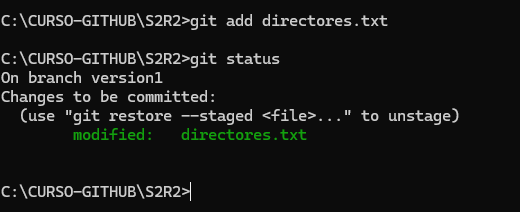 C:\CURSO-GITHUB\S2R2>git add directores.txt
C:\CURSO-GITHUB\S2R2>git status
On branch version1
Changes to be committed:
  (use "git restore --staged <file>..." to unstage)
        modified:   directores.txt
C:\CURSO-GITHUB\S2R2>